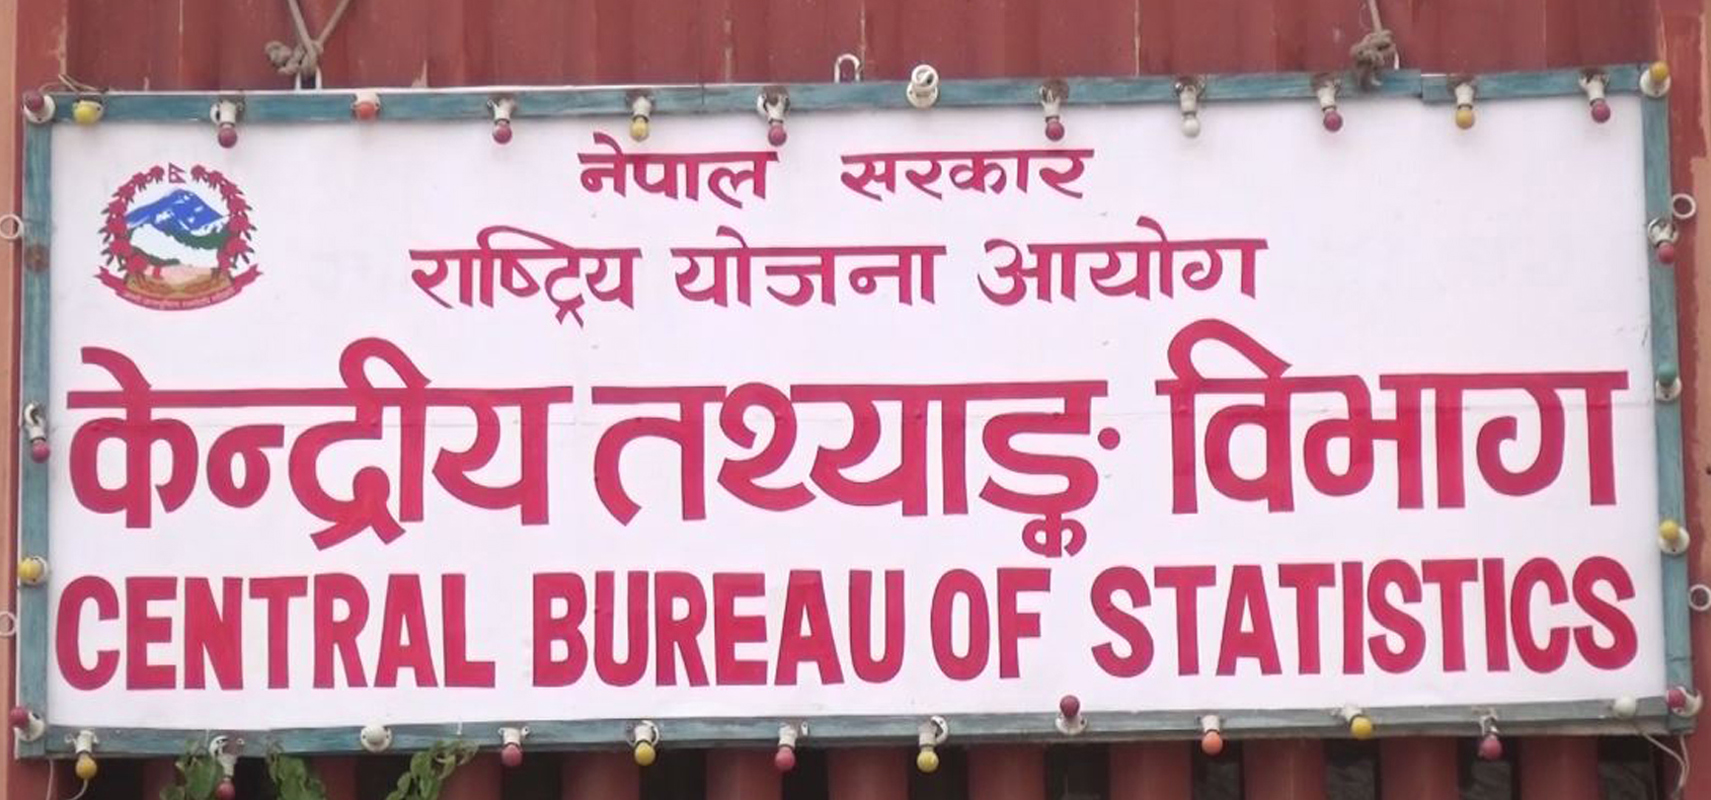 नेपाल सरकार
राष्ट्रिय योजना आयोग
केन्द्रीय तथ्याङ्क विभाग
CENTRAL BUREAU OF STATISTICS